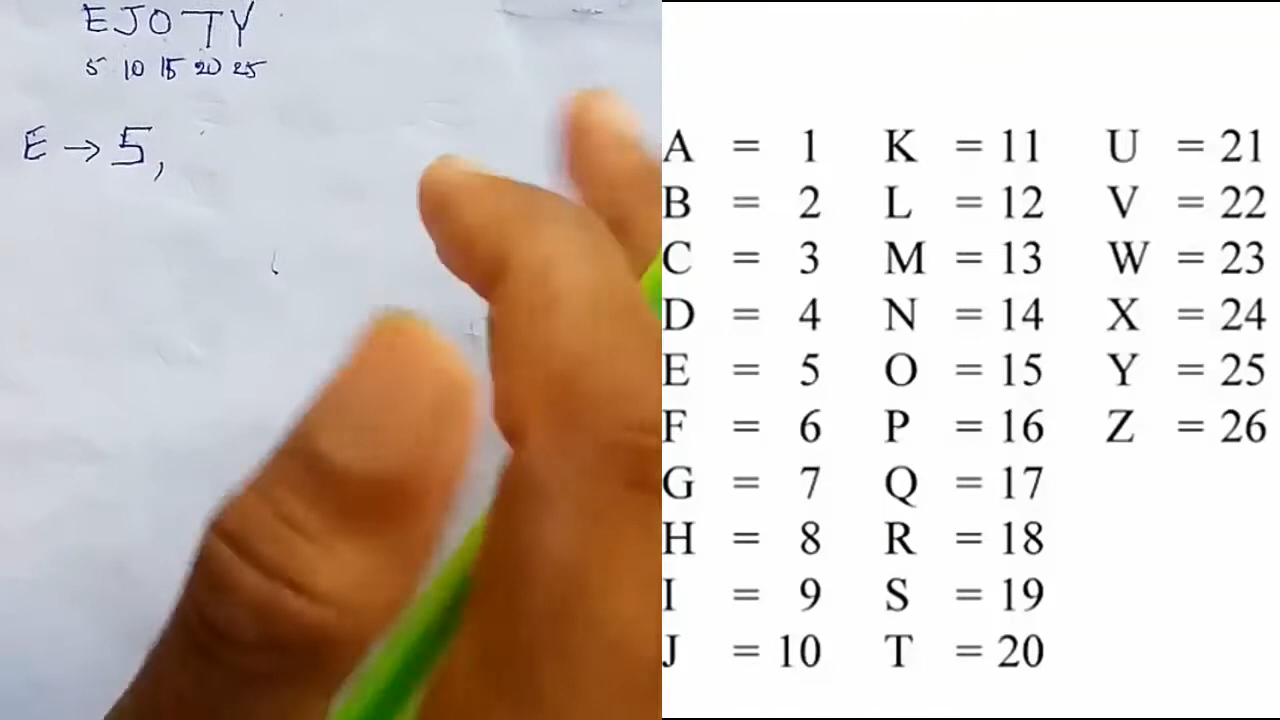 EJOTY
5 10 15 20 25
E → 5,
A = 1 K = 11 U = 21
B = 2 L = 12 V = 22
C = 3 M = 13 W = 23
D = 4 N = 14 X = 24
E = 5 O = 15 Y = 25
F = 6 P = 16 Z = 26
G = 7 Q = 17
H = 8 R = 18
I = 9 S = 19
J = 10 T = 20